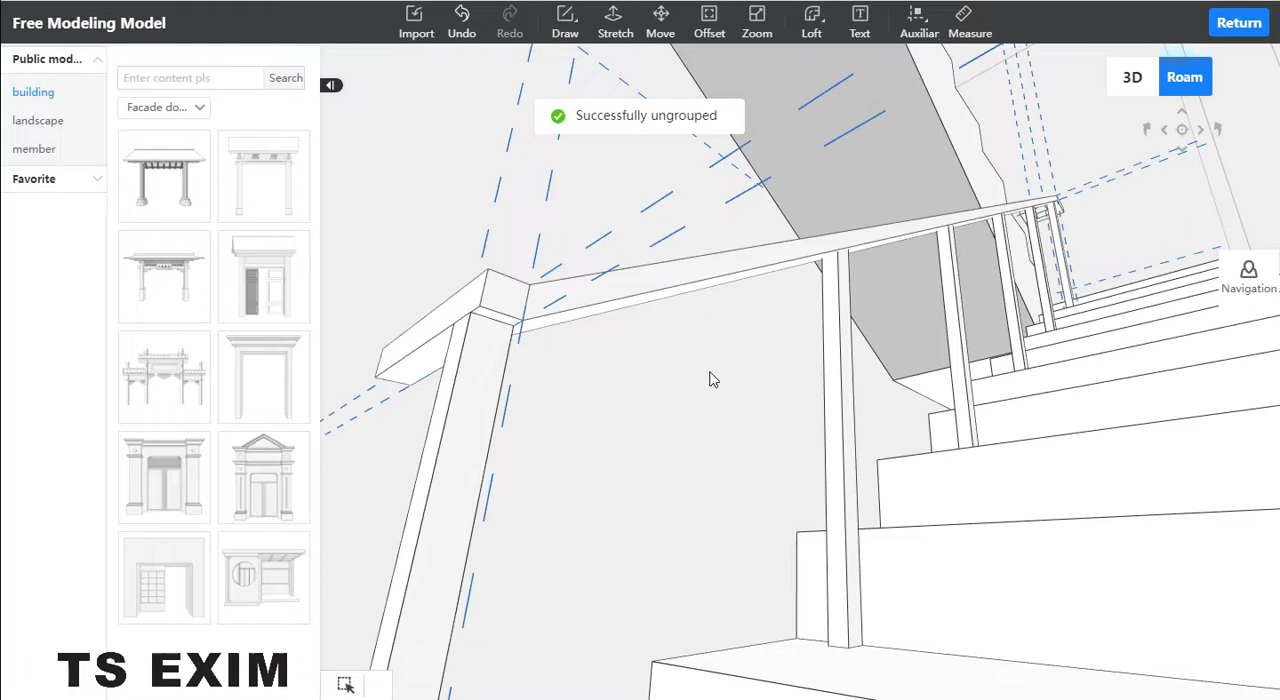 Free Modeling Model
Import
Undo
Redo
Draw
Stretch
Move
Offset
Zoom
Loft
Text
Auxiliar
Measure
Return
Public mod...
building
landscape
member
Favorite
Enter content pls
Search
Facade do...
Successfully ungrouped
3D
Roam
Navigation
TS EXIM